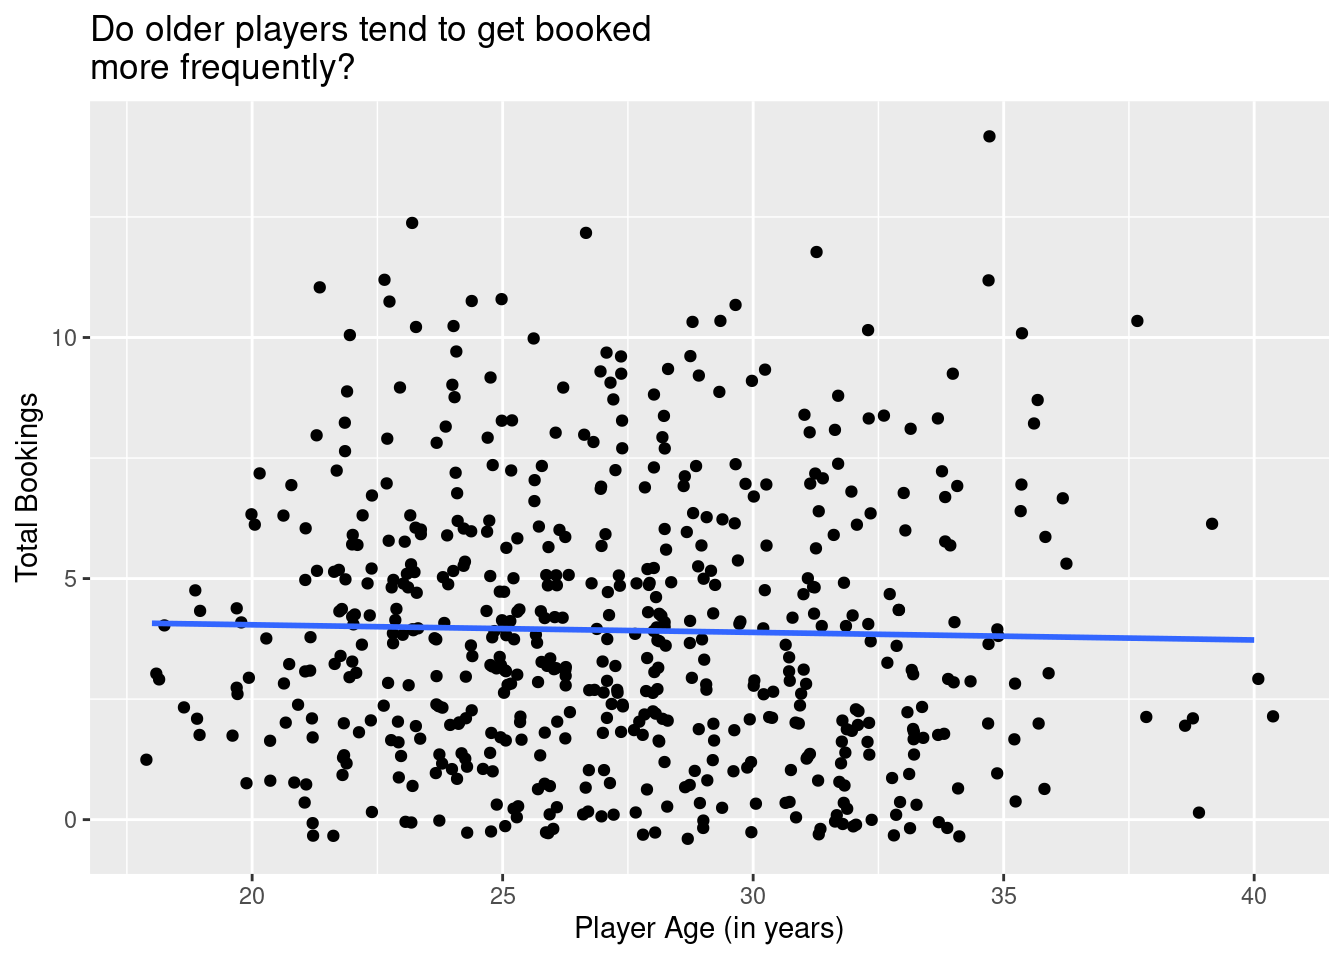 Do older players tend to get booked
more frequently?
Total Bookings
10
5
0
20 25 30 35 40
Player Age (in years)